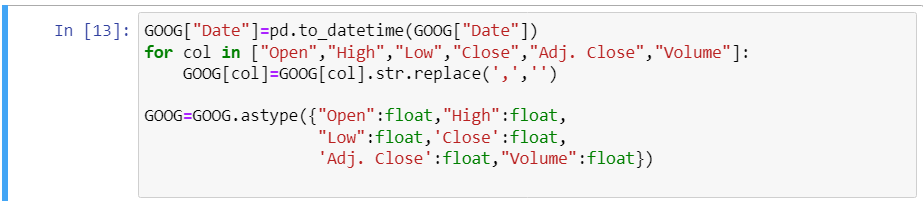 In [13]: GOOG["Date"]=pd.to_datetime(GOOG["Date"])
for col in ["Open","High","Low","Close","Adj. Close","Volume"]:
    GOOG[col]=GOOG[col].str.replace(',','')
GOOG=GOOG.astype({"Open":float,"High":float,
                  "Low":float,'Close':float,
                  'Adj. Close':float,"Volume":float})